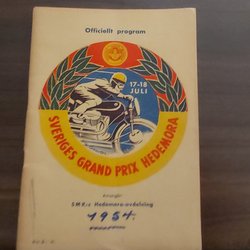 Officiellt program
17-18
JULI
SVERIGES GRAND PRIX HEDEMORA
Arrangör
SMK:s Hedemora-avdelning
1954